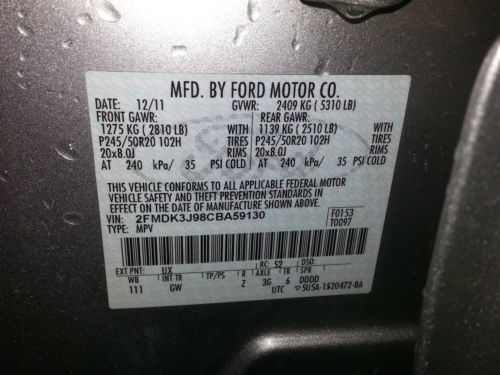 MFD. BY FORD MOTOR CO.
DATE: 12/11 GVWR: 2409 KG ( 5310 LB)
FRONT GAWR: REAR GAWR:
1275 KG ( 2810 LB) 1139 KG ( 2510 LB)
P245/50R20 102H TIRES P245/50R20 102H TIRES
20x8.0J RIMS 20x8.0J RIMS
AT 240 kPa/ 35 PSI COLD AT 240 kPa/ 35 PSI COLD
THIS VEHICLE CONFORMS TO ALL APPLICABLE FEDERAL MOTOR
VEHICLE SAFETY AND THEFT PREVENTION STANDARDS IN
EFFECT ON THE DATE OF MANUFACTURE SHOWN ABOVE.
VIN: 2FMDK3J98CBA59130 F0153
TYPE: MPV T0097
EXT PNT: UX RC: 52 DSO:
WB INT TR TP/PS R AXLE TR SPR
111 GW Z 3G 6 DDDD
UTC ▽5U5A-1520472-BA